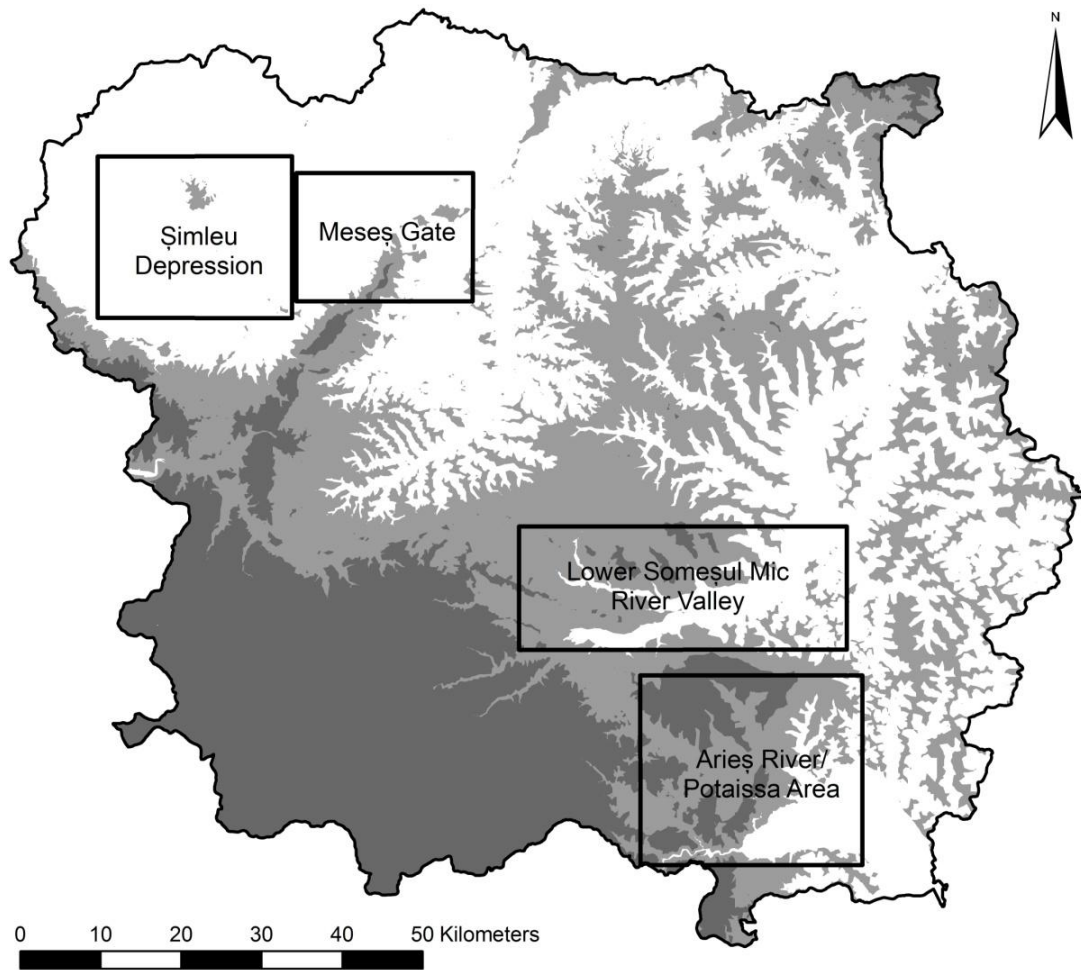 N
Șimleu
Depression
Meseș Gate
Lower Someșul Mic
River Valley
Arieș River/
Potaissa Area
0 10 20 30 40 50 Kilometers